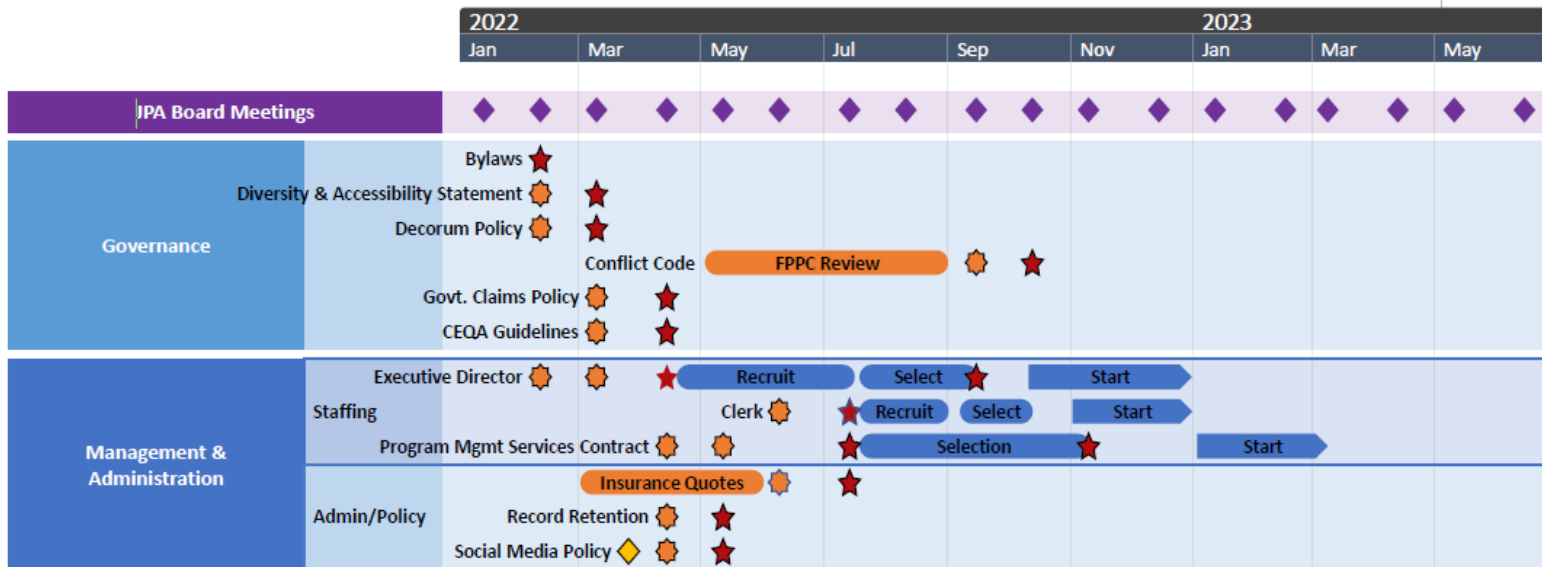 2022 2023
Jan Mar May Jul Sep Nov Jan Mar May
JPA Board Meetings
Governance
Bylaws
Diversity & Accessibility Statement
Decorum Policy
Conflict Code FPPC Review
Govt. Claims Policy
CEQA Guidelines
Management &
Administration
Staffing
Executive Director Recruit Select Start
Clerk Recruit Select Start
Program Mgmt Services Contract Selection Start
Admin/Policy
Insurance Quotes
Record Retention
Social Media Policy